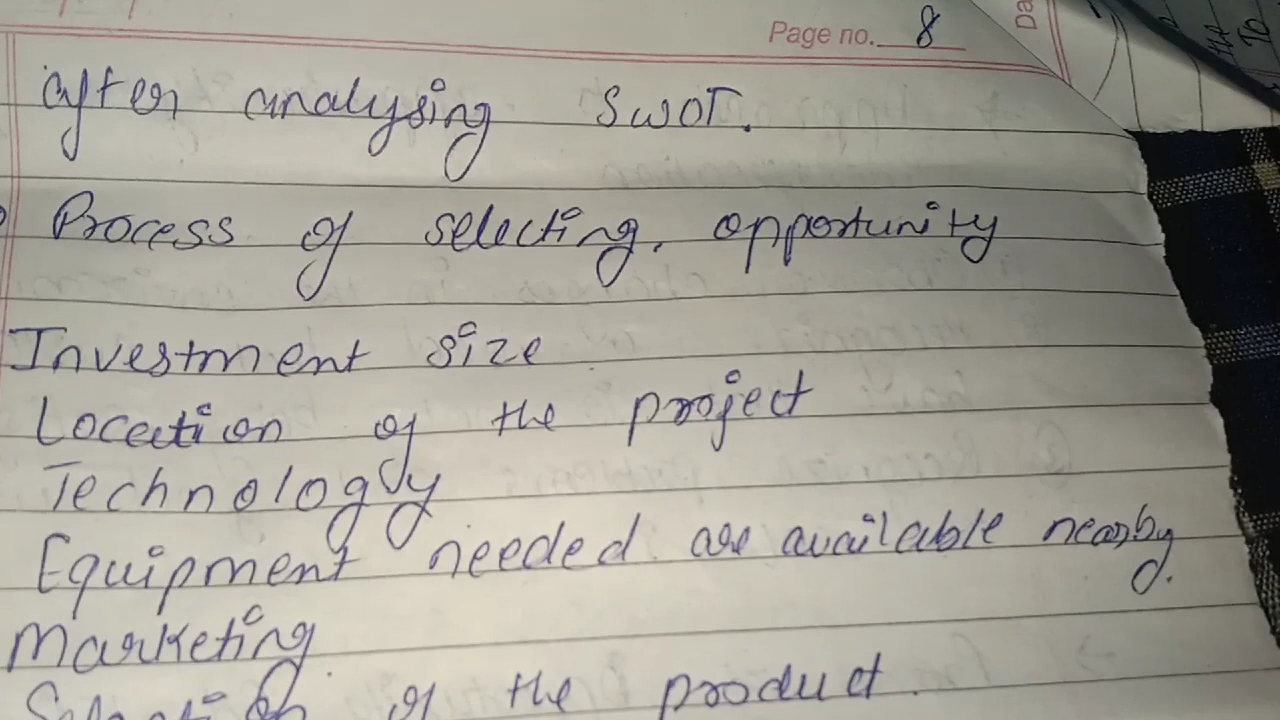 Page no. 8
after analysing SWOT.
Process of selecting opportunity
Investment size
Location of the project
Technology
Equipment needed are available nearby.
Marketing
Selection of the product.